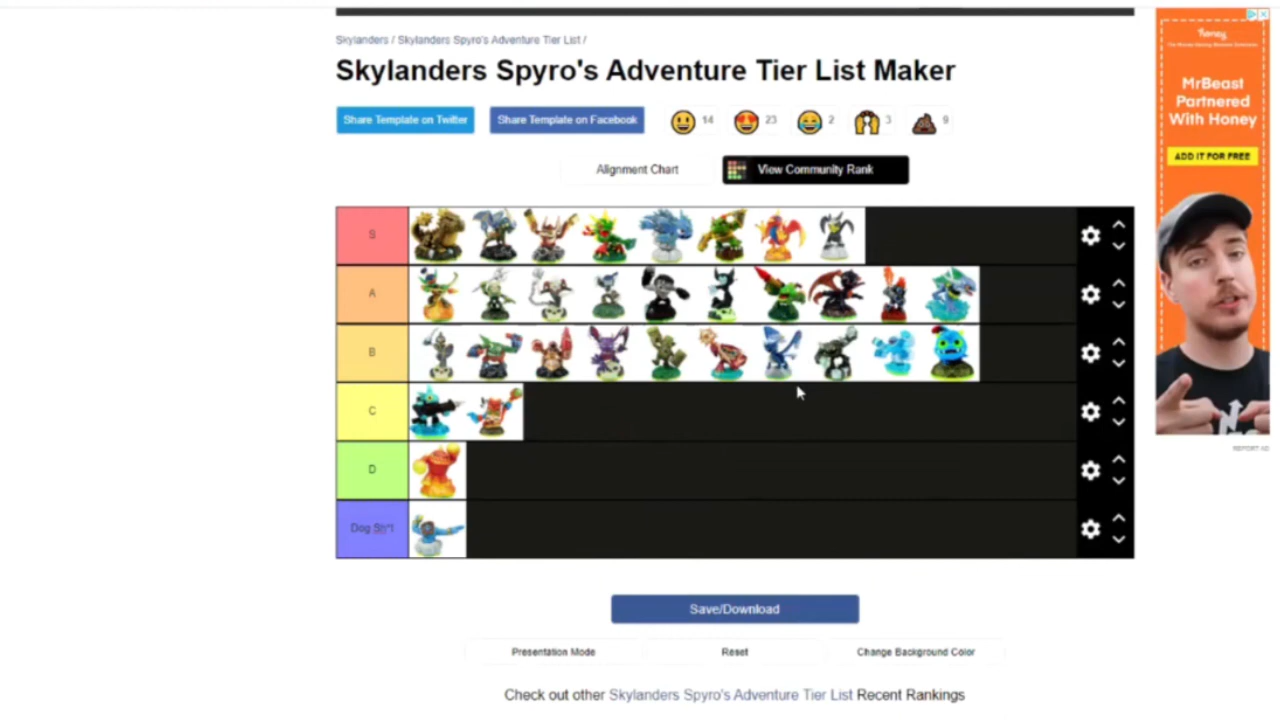 Skylanders / Skylanders Spyro's Adventure Tier List /
Skylanders Spyro's Adventure Tier List Maker
Share Template on Twitter
Share Template on Facebook
14
23
2
3
9
Alignment Chart
View Community Rank
S
A
B
C
D
Dog Sh*t
Save/Download
Presentation Mode
Reset
Change Background Color
Check out other Skylanders Spyro's Adventure Tier List Recent Rankings
honey
MrBeast
Partnered
With Honey
ADD IT FOR FREE
REPORT AD